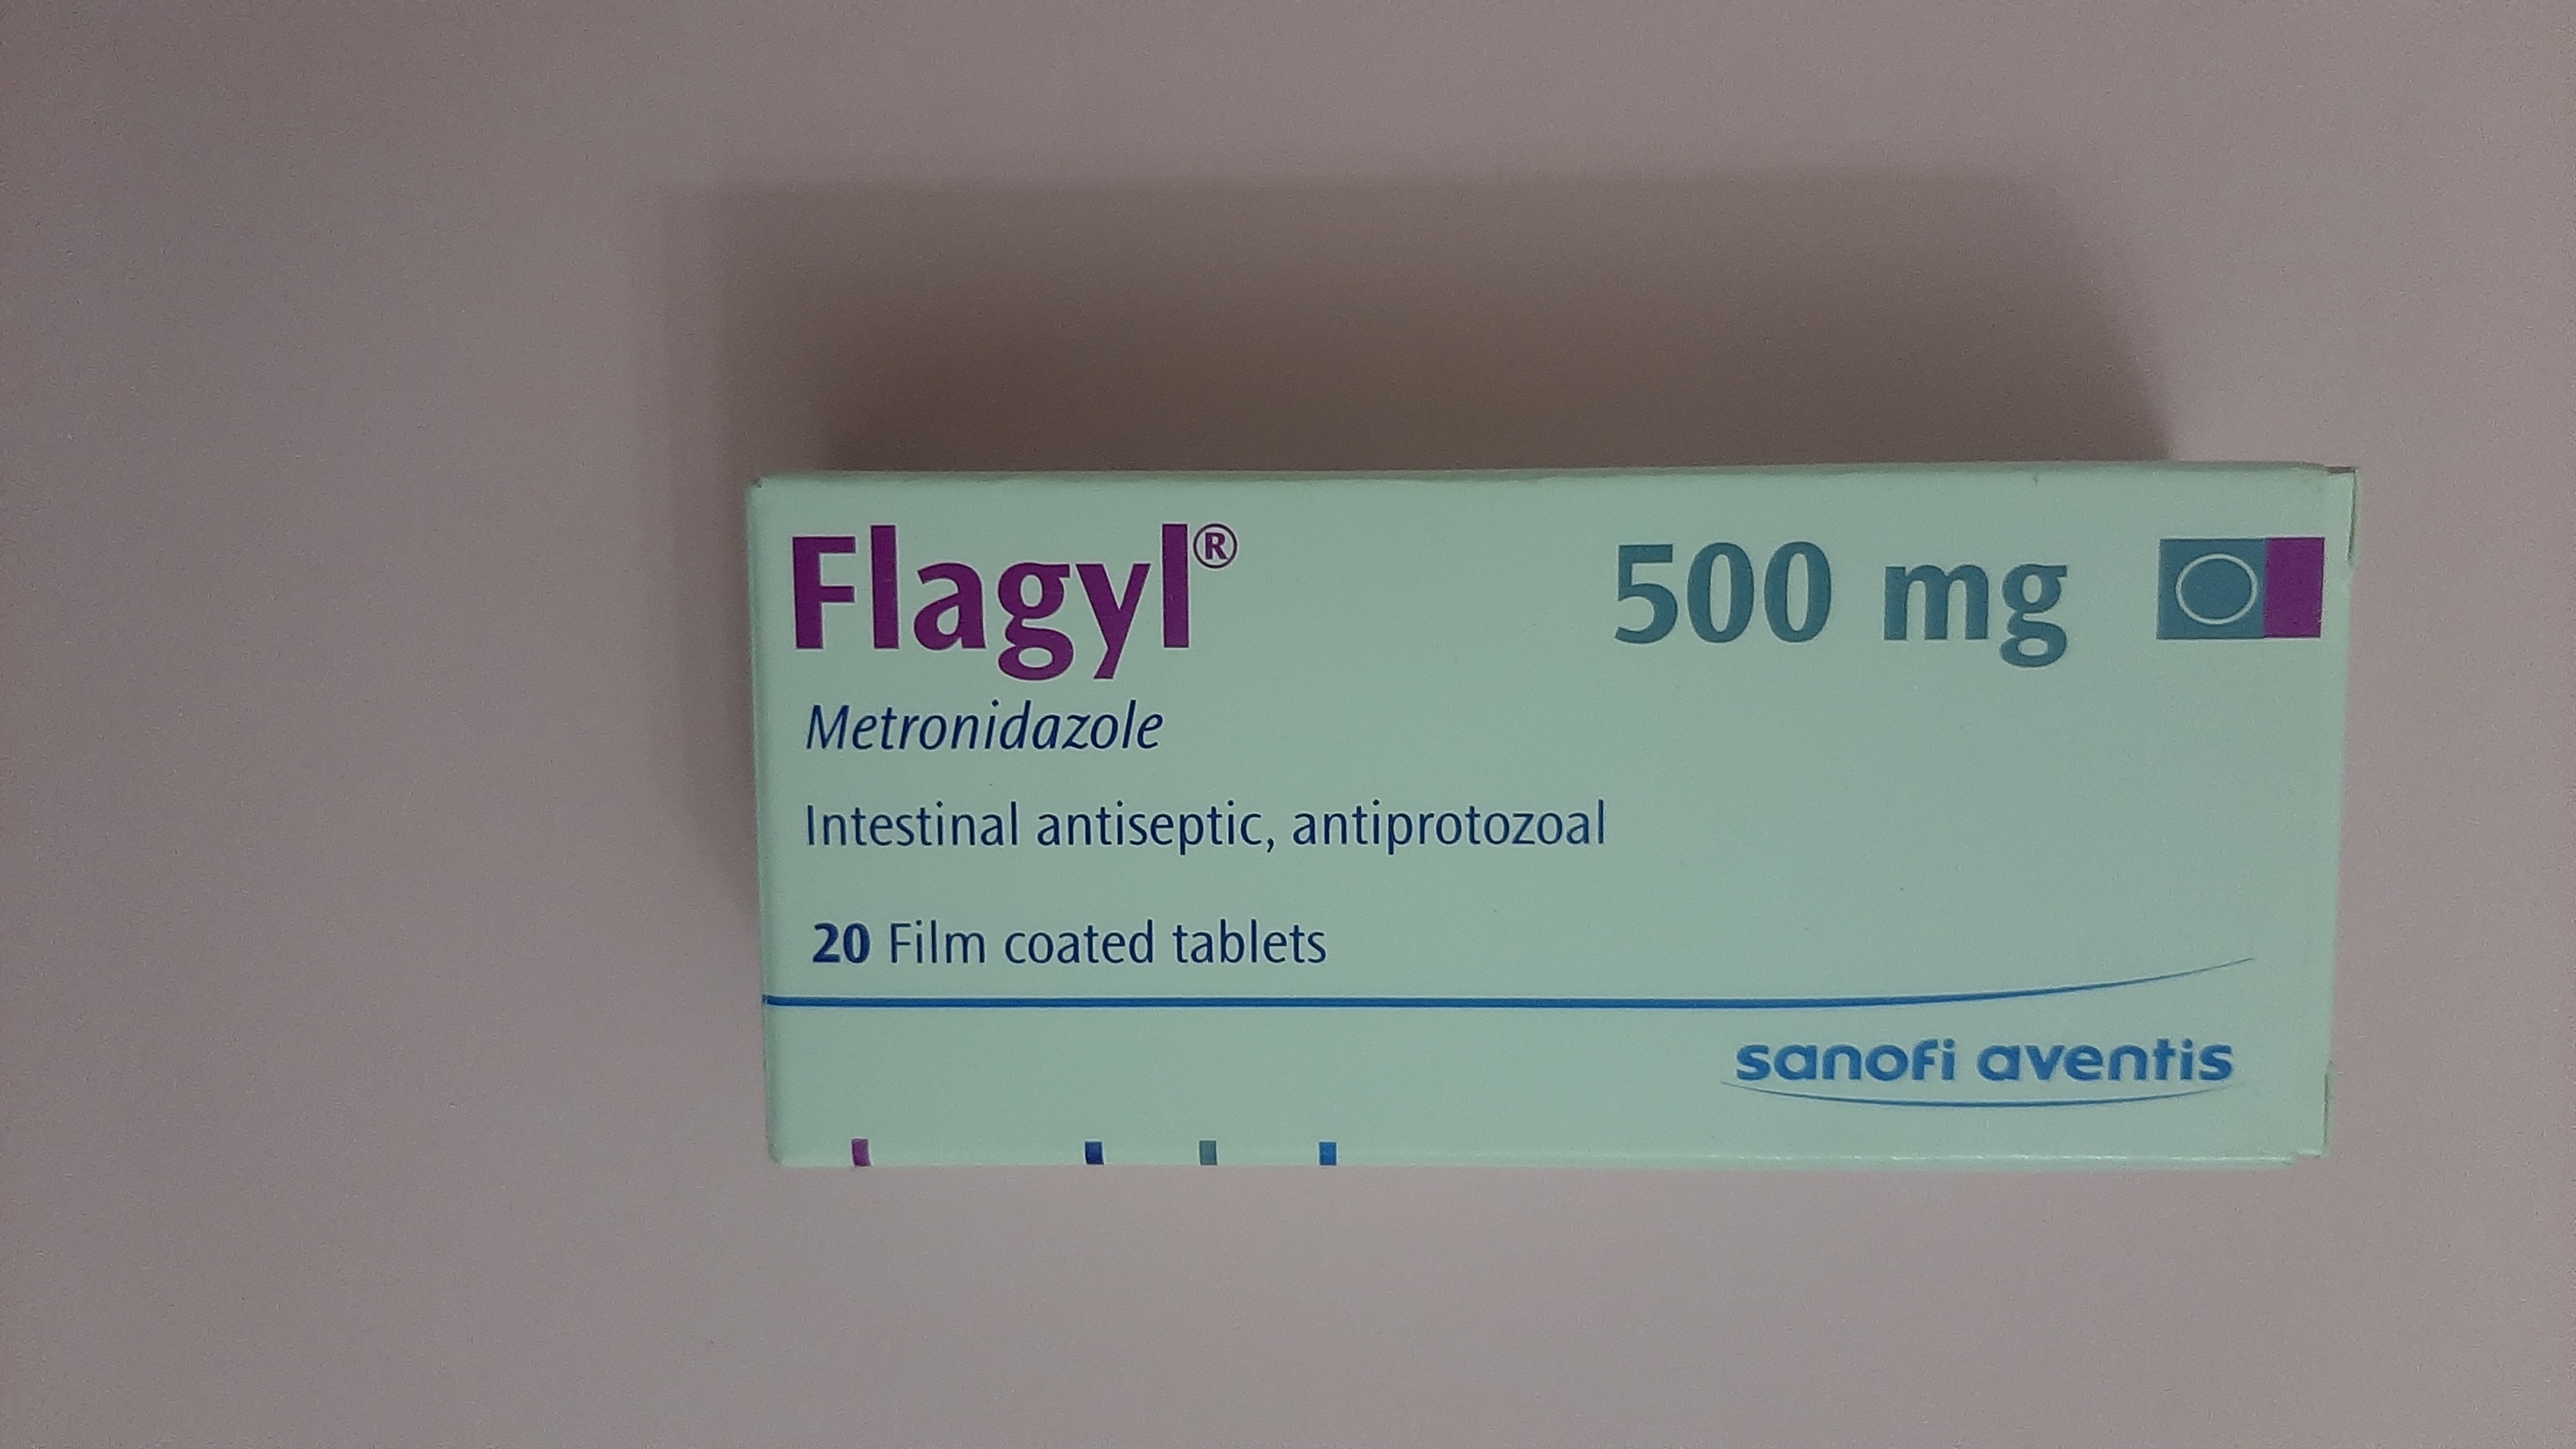 Flagyl® 500 mg
Metronidazole
Intestinal antiseptic, antiprotozoal
20 Film coated tablets
sanofi aventis